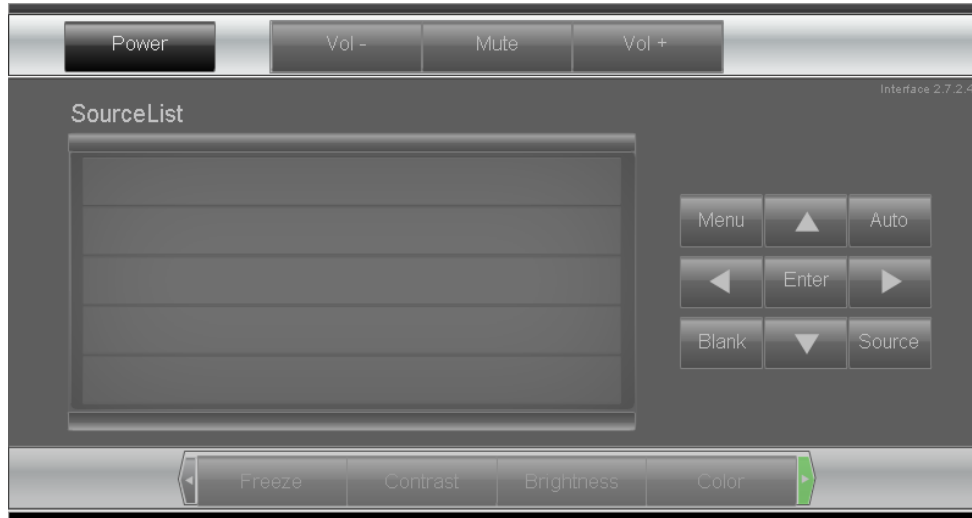 Power Vol - Mute Vol +
Interface 2.7.2.4
SourceList
Menu Auto
Enter
Blank Source
Freeze Contrast Brightness Color